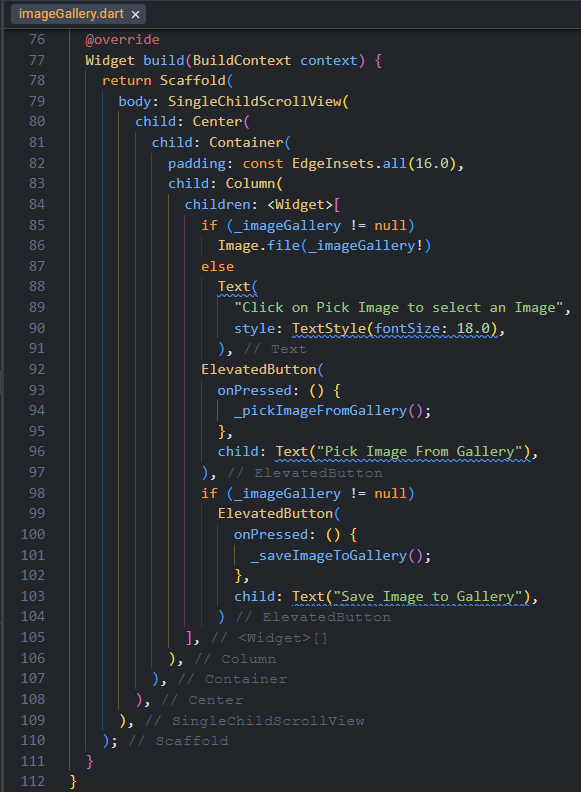 imageGallery.dart ×
76 @override
77 Widget build(BuildContext context) {
78 return Scaffold(
79 body: SingleChildScrollView(
80 child: Center(
81 child: Container(
82 padding: const EdgeInsets.all(16.0),
83 child: Column(
84 children: <Widget>[
85 if (_imageGallery != null)
86 Image.file(_imageGallery!)
87 else
88 Text(
89 "Click on Pick Image to select an Image",
90 style: TextStyle(fontSize: 18.0),
91 ), // Text
92 ElevatedButton(
93 onPressed: () {
94 _pickImageFromGallery();
95 },
96 child: Text("Pick Image From Gallery"),
97 ), // ElevatedButton
98 if (_imageGallery != null)
99 ElevatedButton(
100 onPressed: () {
101 _saveImageToGallery();
102 },
103 child: Text("Save Image to Gallery"),
104 ) // ElevatedButton
105 ], // <Widget>[]
106 ), // Column
107 ), // Container
108 ), // Center
109 ), // SingleChildScrollView
110 ); // Scaffold
111 }
112 }